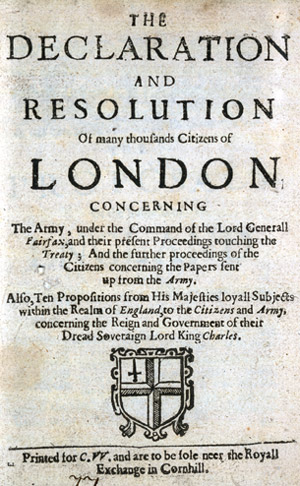 THE
DECLARATION
AND
RESOLUTION
Of many thousands Citizens of
LONDON
CONCERNING
The Army, under the Command of the Lord Generall
Fairfax, and their present Proceedings touching the
Treaty; And the further proceedings of the
Citizens concerning the Papers sent
up from the Army.
Also, Ten Propositions from His Majesties loyall Subjects
within the Realm of England, to the Citizens and Army,
concerning the Reign and Government of their
Dread Soveraign Lord King Charles.
Printed for C.VV. and are to be sole neer the Royall
Exchange in Cornhill.